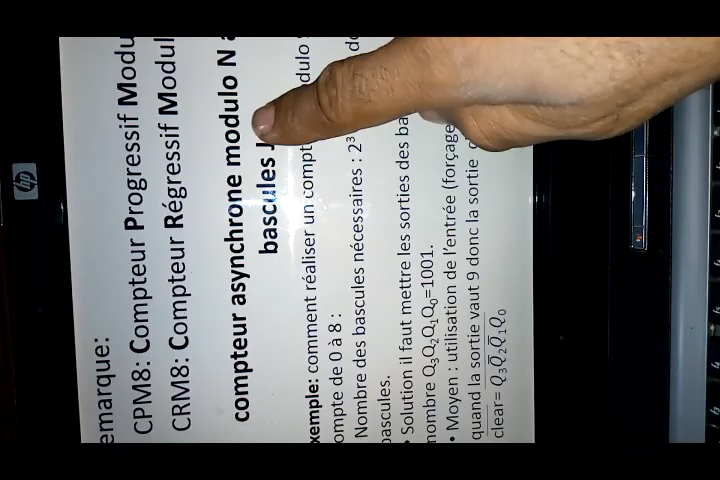 emarque:
CPM8: Compteur Progressif Modu
CRM8: Compteur Régressif Modul
compteur asynchrone modulo N
bascules J
xemple: comment réaliser un compt dulo
ompte de 0 à 8 :
Nombre des bascules nécessaires : 2³
bascules.
• Solution il faut mettre les sorties des ba
nombre Q₃Q₂Q₁Q₀=1001.
• Moyen : utilisation de l'entrée (forçage
quand la sortie vaut 9 donc la sortie
clear= Q₃Q̅₂Q̅₁Q₀
hp